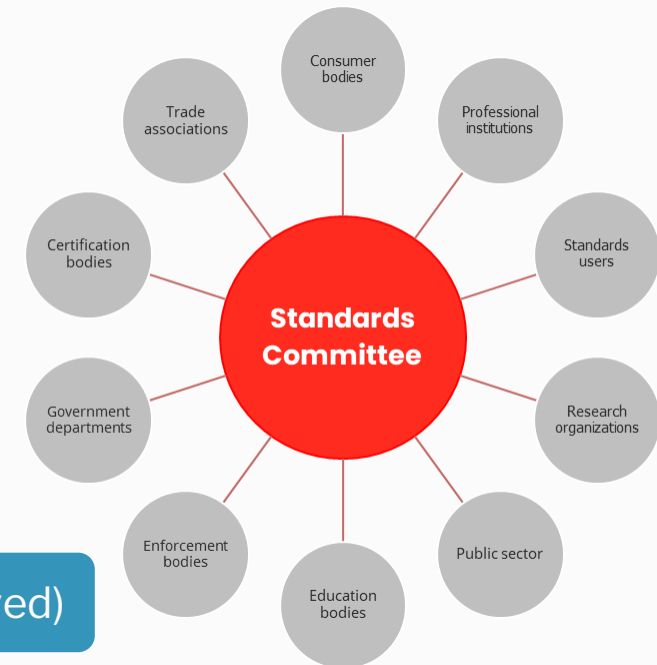 Consumer
bodies
Trade
associations
Professional
institutions
Certification
bodies
Standards
users
Standards
Committee
Government
departments
Research
organizations
Enforcement
bodies
Public sector
Education
bodies